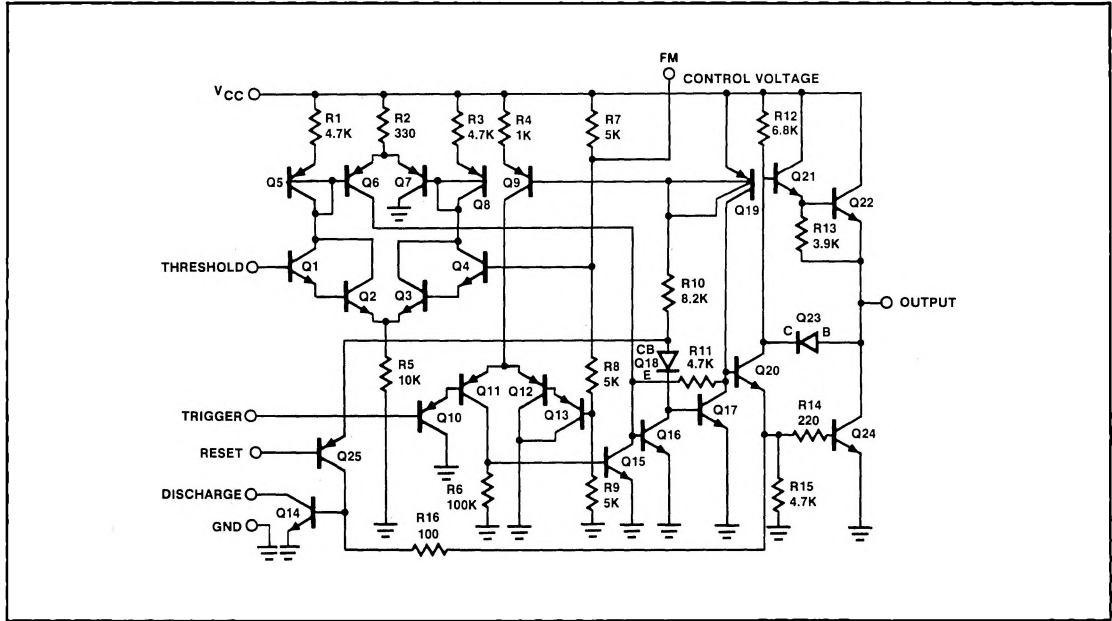 FM
CONTROL VOLTAGE
VCC
R1
4.7K
R2
330
R3
4.7K
R4
1K
R7
5K
R12
6.8K
Q5
Q6
Q7
Q8
Q9
Q19
Q21
Q22
R13
3.9K
THRESHOLD
Q1
Q2
Q3
Q4
R10
8.2K
OUTPUT
Q23
C
B
CB
Q18
E
R11
4.7K
Q20
R5
10K
Q11
Q12
Q13
R8
5K
TRIGGER
Q10
Q16
Q17
R14
220
Q24
RESET
Q25
Q15
R15
4.7K
R6
100K
R9
5K
DISCHARGE
Q14
GND
R16
100